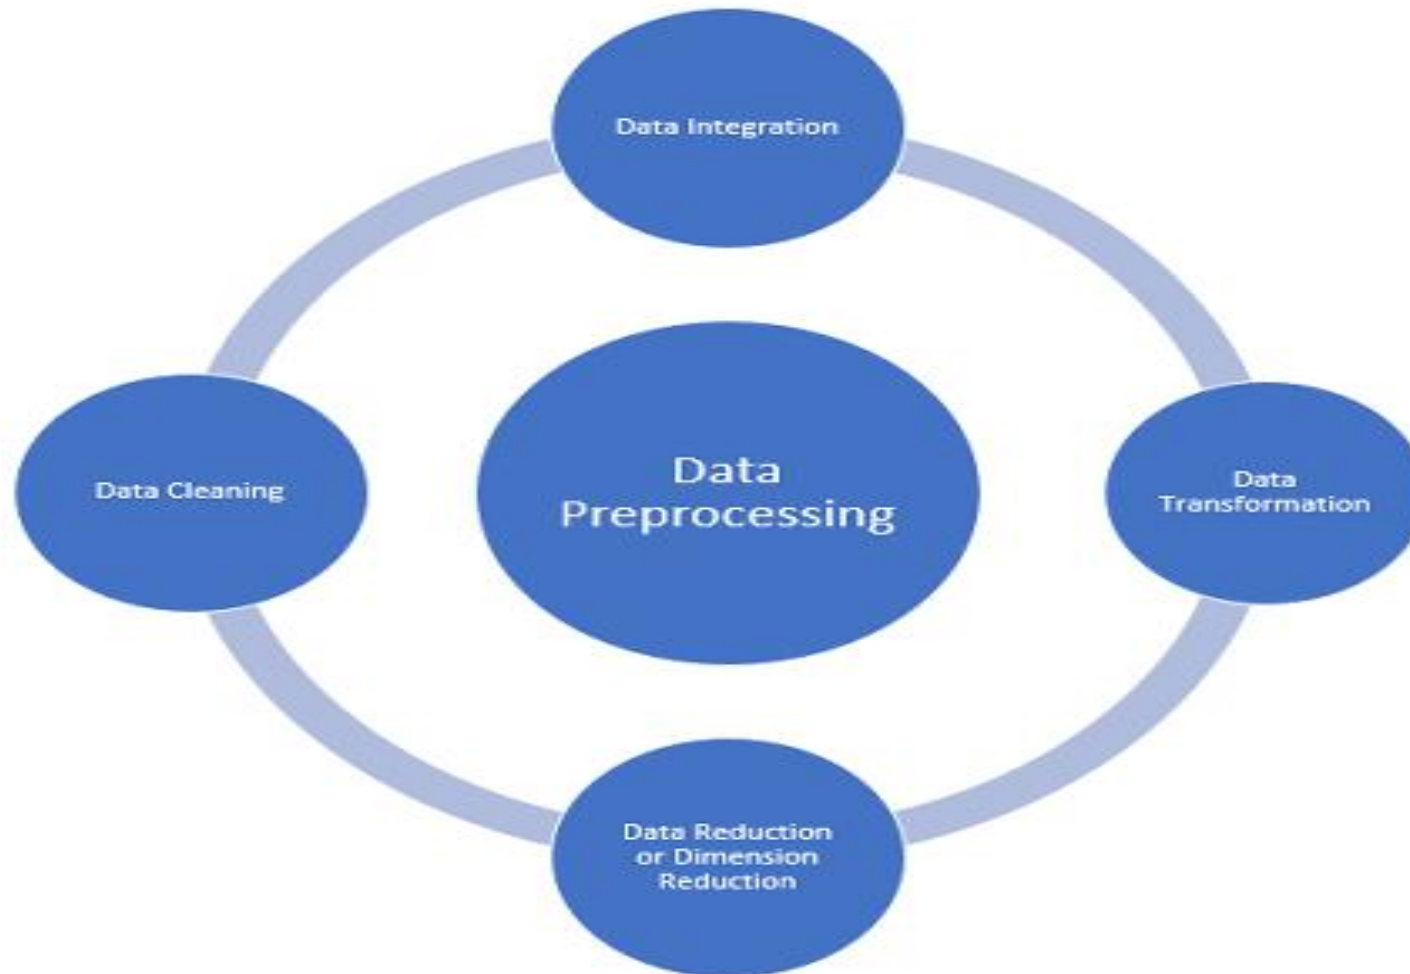 Data Integration
Data Cleaning
Data
Preprocessing
Data
Transformation
Data Reduction
or Dimension
Reduction